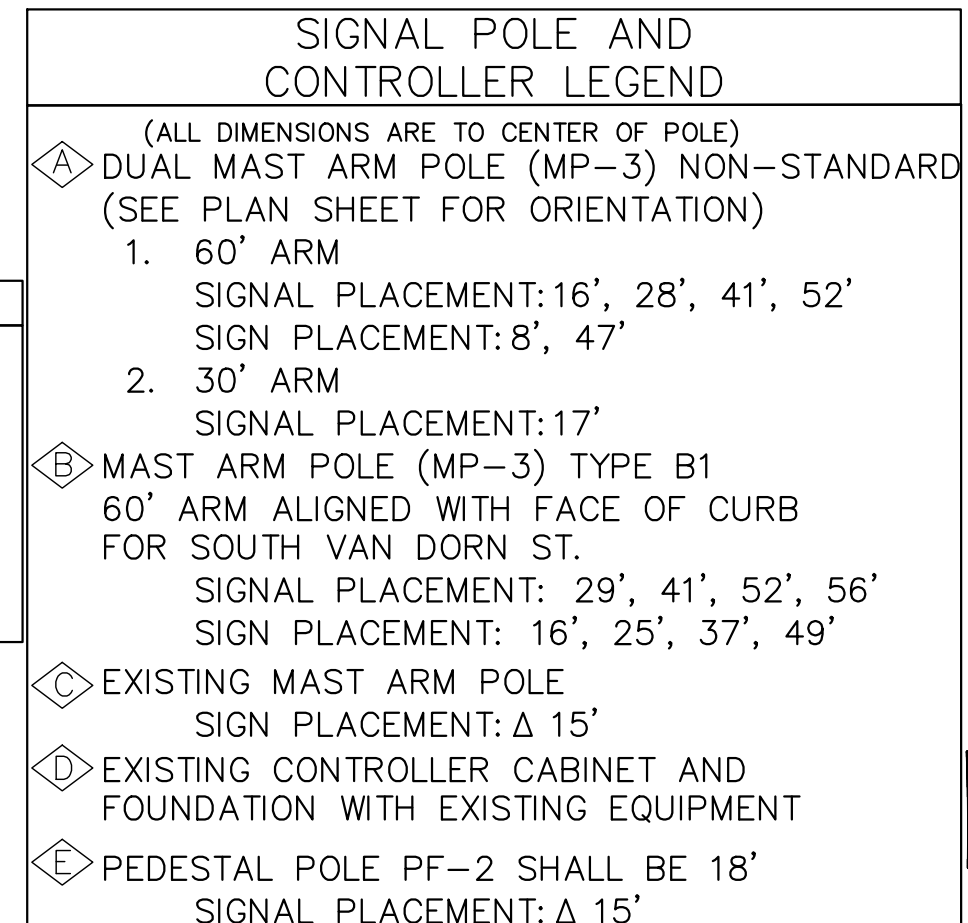 SIGNAL POLE AND
CONTROLLER LEGEND
(ALL DIMENSIONS ARE TO CENTER OF POLE)
A DUAL MAST ARM POLE (MP-3) NON-STANDARD
(SEE PLAN SHEET FOR ORIENTATION)
1. 60' ARM
SIGNAL PLACEMENT: 16', 28', 41', 52'
SIGN PLACEMENT: 8', 47'
2. 30' ARM
SIGNAL PLACEMENT: 17'
B MAST ARM POLE (MP-3) TYPE B1
60' ARM ALIGNED WITH FACE OF CURB
FOR SOUTH VAN DORN ST.
SIGNAL PLACEMENT: 29', 41', 52', 56'
SIGN PLACEMENT: 16', 25', 37', 49'
C EXISTING MAST ARM POLE
SIGN PLACEMENT: Δ 15'
D EXISTING CONTROLLER CABINET AND
FOUNDATION WITH EXISTING EQUIPMENT
E PEDESTAL POLE PF-2 SHALL BE 18'
SIGNAL PLACEMENT: Δ 15'